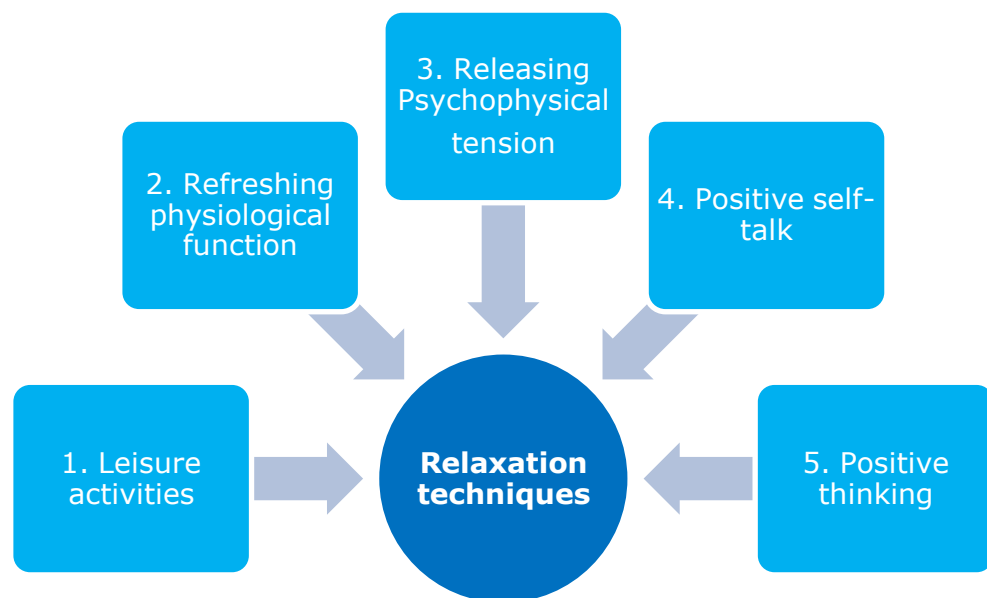 1. Leisure
activities
2. Refreshing
physiological
function
3. Releasing
Psychophysical
tension
4. Positive self-
talk
5. Positive
thinking
Relaxation
techniques